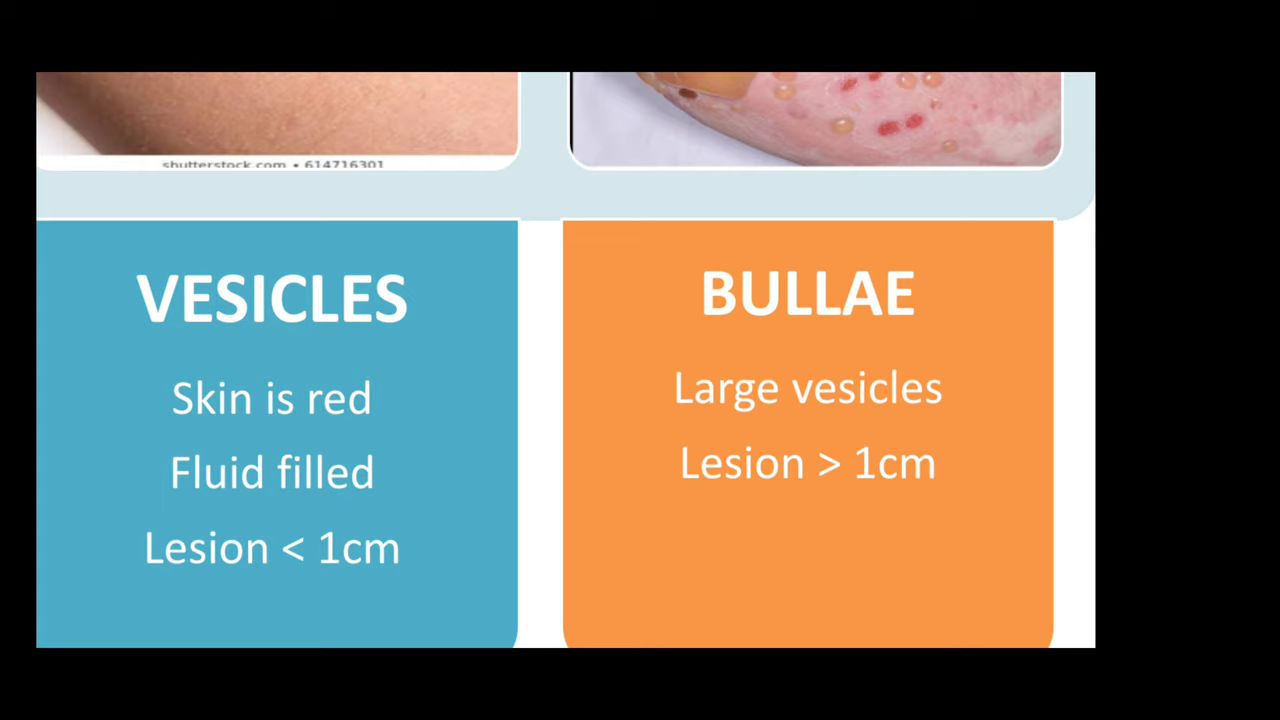 shutterstock.com • 614716301
VESICLES
Skin is red
Fluid filled
Lesion < 1cm
BULLAE
Large vesicles
Lesion > 1cm